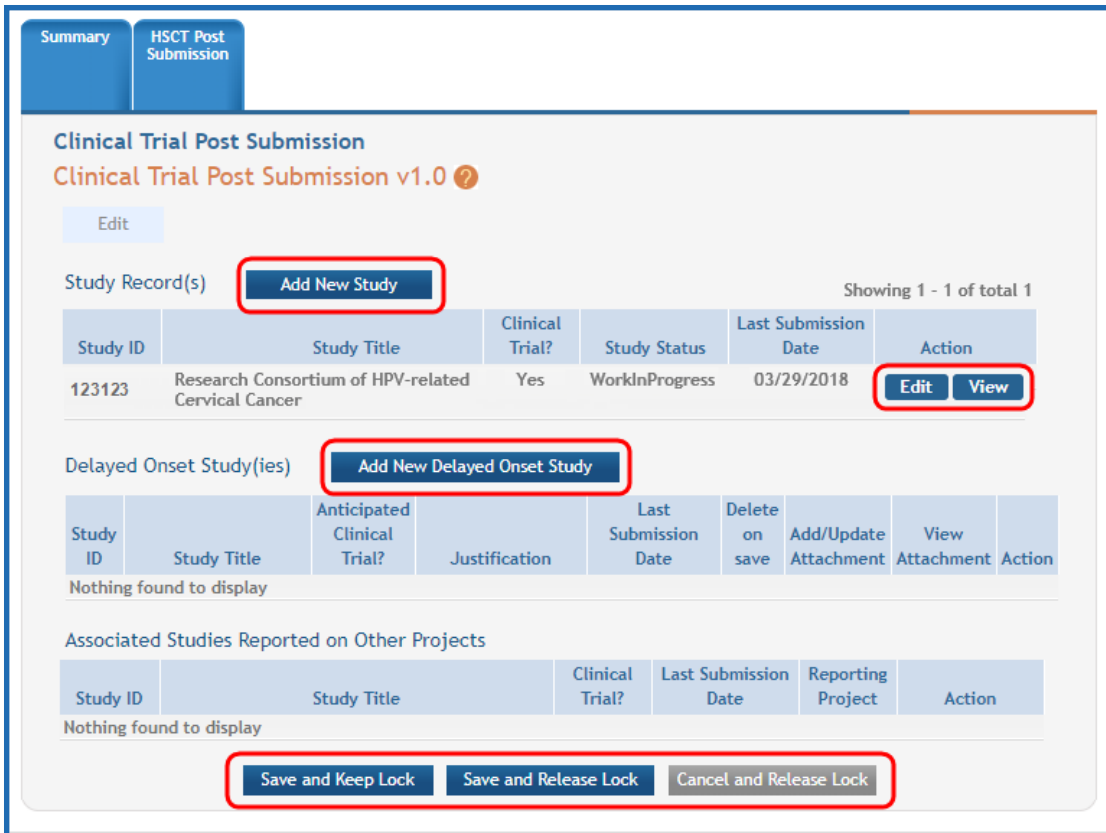 Summary
HSCT Post
Submission
Clinical Trial Post Submission
Clinical Trial Post Submission v1.0 ?
Edit
Study Record(s) Add New Study
Showing 1 - 1 of total 1
Study ID Study Title Clinical Trial? Study Status Last Submission Date Action
123123 Research Consortium of HPV-related Yes WorkInProgress 03/29/2018 Edit View
Cervical Cancer
Delayed Onset Study(ies) Add New Delayed Onset Study
Study ID Study Title Anticipated Clinical Trial? Justification Last Submission Date Delete on save Add/Update Attachment View Attachment Action
Nothing found to display
Associated Studies Reported on Other Projects
Study ID Study Title Clinical Trial? Last Submission Date Reporting Project Action
Nothing found to display
Save and Keep Lock Save and Release Lock Cancel and Release Lock